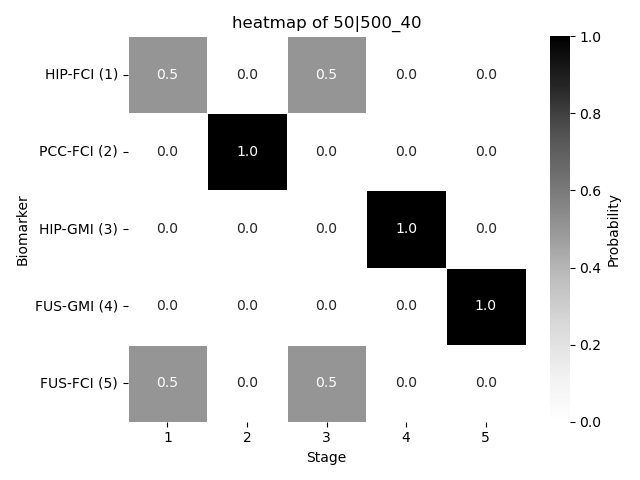 heatmap of 50|500_40
HIP-FCI (1) 0.5 0.0 0.5 0.0 0.0
PCC-FCI (2) 0.0 1.0 0.0 0.0 0.0
HIP-GMI (3) 0.0 0.0 0.0 1.0 0.0
FUS-GMI (4) 0.0 0.0 0.0 0.0 1.0
FUS-FCI (5) 0.5 0.0 0.5 0.0 0.0
1 2 3 4 5
Stage
Biomarker
1.0
0.8
0.6
0.4
0.2
0.0
Probability